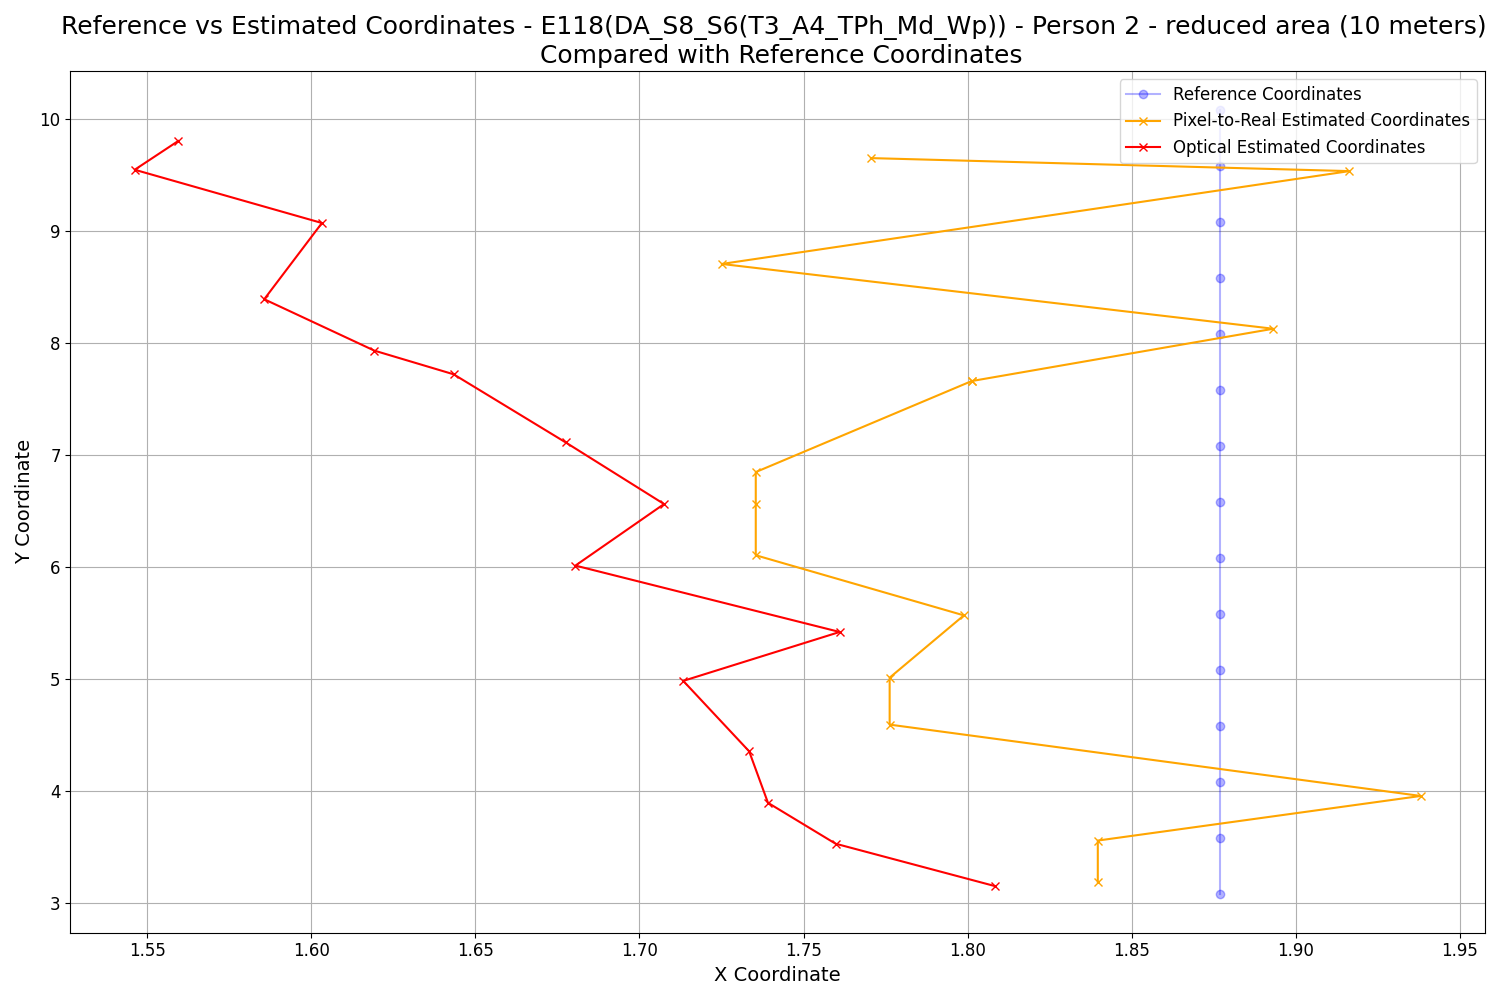 Reference vs Estimated Coordinates - E118(DA_S8_S6(T3_A4_TPh_Md_Wp)) - Person 2 - reduced area (10 meters)
Compared with Reference Coordinates
Reference Coordinates
Pixel-to-Real Estimated Coordinates
Optical Estimated Coordinates
Y Coordinate
10
9
8
7
6
5
4
3
1.55 1.60 1.65 1.70 1.75 1.80 1.85 1.90 1.95
X Coordinate